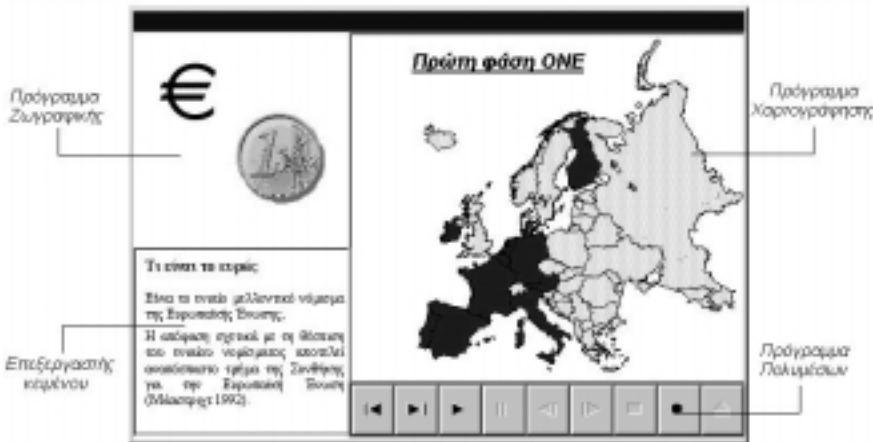 Πρώτη φάση ΟΝΕ
Πρόγραμμα
Ζωγραφικής
Πρόγραμμα
Χαρτογράφησης
€
1
Τι είναι το ευρώ;
Είναι το ενιαίο μελλοντικό νόμισμα
της Ευρωπαϊκής Ένωσης.
Η απόφαση σχετικά με τη θέσπιση
του ενιαίου νομίσματος αποτελεί
αναπόσπαστο τμήμα της Συνθήκης
για την Ευρωπαϊκή Ένωση
(Μάαστριχτ 1992).
Επεξεργαστής
κειμένου
Πρόγραμμα
Πολυμέσων